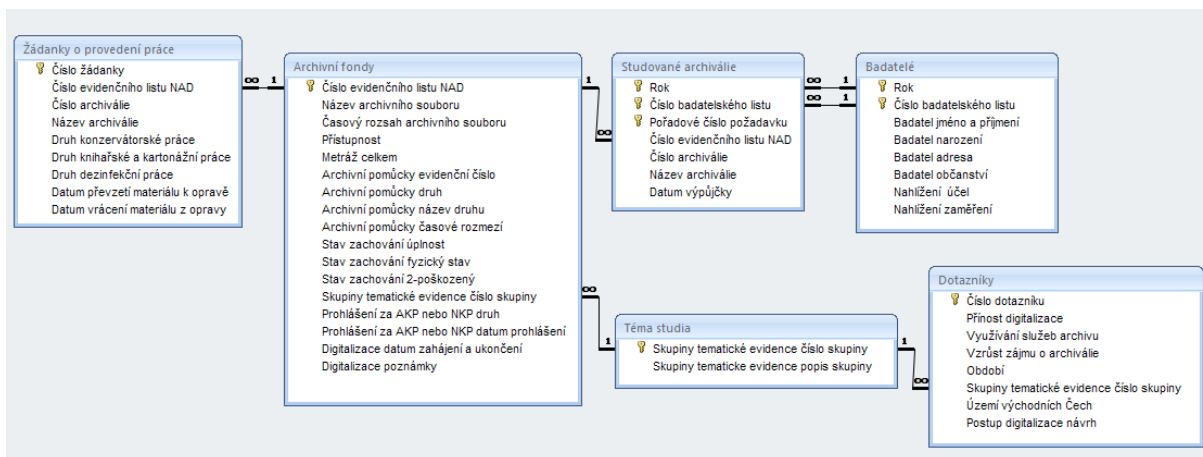 Žádanky o provedení práce
Číslo žádanky
Číslo evidenčního listu NAD
Číslo archiválie
Název archiválie
Druh konzervátorské práce
Druh knihařské a kartonážní práce
Druh dezinfekční práce
Datum převzetí materiálu k opravě
Datum vrácení materiálu z opravy
∞ 1
Archivní fondy
Číslo evidenčního listu NAD
Název archivního souboru
Časový rozsah archivního souboru
Přístupnost
Metráž celkem
Archivní pomůcky evidenční číslo
Archivní pomůcky druh
Archivní pomůcky název druhu
Archivní pomůcky časové rozmezí
Stav zachování úplnost
Stav zachování fyzický stav
Stav zachování 2-poškozený
Skupiny tematické evidence číslo skupiny
Prohlášení za AKP nebo NKP druh
Prohlášení za AKP nebo NKP datum prohlášení
Digitalizace datum zahájení a ukončení
Digitalizace poznámky
1
∞
∞
1
Studované archiválie
Rok
Číslo badatelského listu
Pořadové číslo požadavku
Číslo evidenčního listu NAD
Číslo archiválie
Název archiválie
Datum výpůjčky
∞ 1
∞ 1
Badatelé
Rok
Číslo badatelského listu
Badatel jméno a příjmení
Badatel narození
Badatel adresa
Badatel občanství
Nahlížení účel
Nahlížení zaměření
Téma studia
Skupiny tematické evidence číslo skupiny
Skupiny tematicke evidence popis skupiny
1
∞
Dotazníky
Číslo dotazníku
Přínost digitalizace
Využívání služeb archivu
Vzrůst zájmu o archiválie
Období
Skupiny tematické evidence číslo skupiny
Území východních Čech
Postup digitalizace návrh